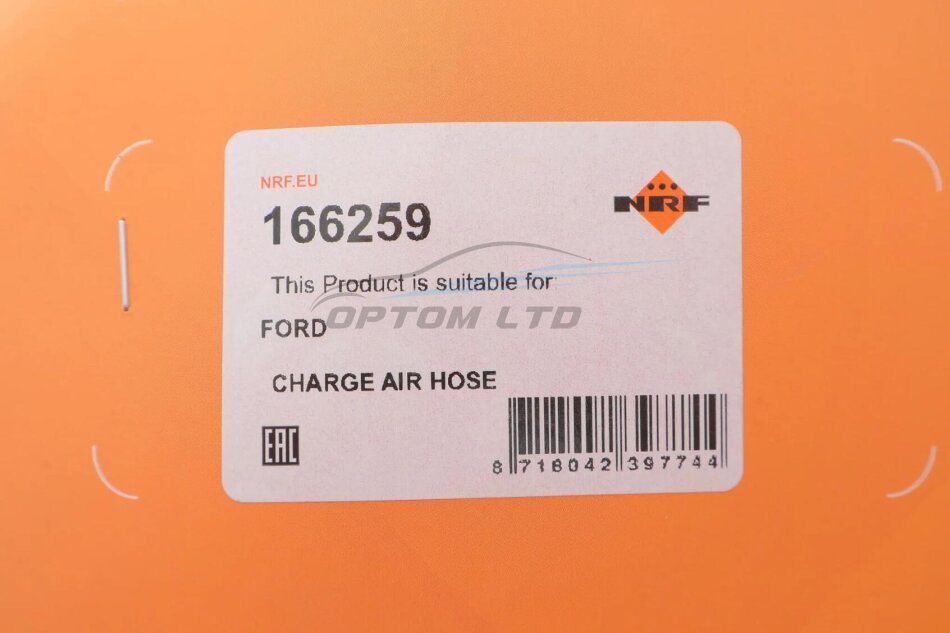 NRF.EU
166259
NRF
This Product is suitable for
OPTOM LTD
FORD
CHARGE AIR HOSE
EAC
8 718042 397744